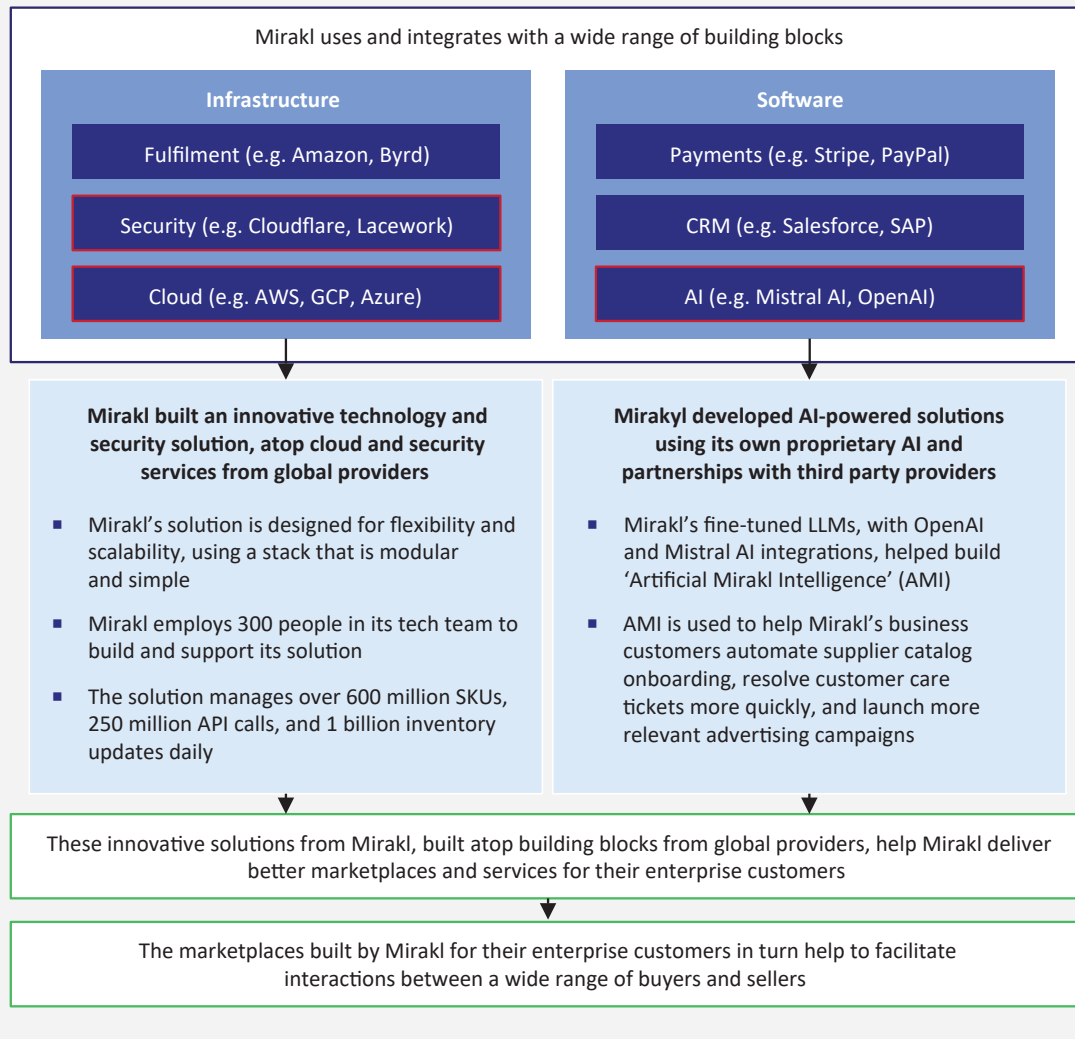 Mirakl uses and integrates with a wide range of building blocks
Infrastructure
Fulfilment (e.g. Amazon, Byrd)
Security (e.g. Cloudflare, Lacework)
Cloud (e.g. AWS, GCP, Azure)
Software
Payments (e.g. Stripe, PayPal)
CRM (e.g. Salesforce, SAP)
AI (e.g. Mistral AI, OpenAI)
Mirakl built an innovative technology and
security solution, atop cloud and security
services from global providers
▪ Mirakl’s solution is designed for flexibility and
scalability, using a stack that is modular
and simple
▪ Mirakl employs 300 people in its tech team to
build and support its solution
▪ The solution manages over 600 million SKUs,
250 million API calls, and 1 billion inventory
updates daily
Mirakyl developed AI-powered solutions
using its own proprietary AI and
partnerships with third party providers
▪ Mirakl’s fine-tuned LLMs, with OpenAI
and Mistral AI integrations, helped build
‘Artificial Mirakl Intelligence’ (AMI)
▪ AMI is used to help Mirakl’s business
customers automate supplier catalog
onboarding, resolve customer care
tickets more quickly, and launch more
relevant advertising campaigns
These innovative solutions from Mirakl, built atop building blocks from global providers, help Mirakl deliver
better marketplaces and services for their enterprise customers
The marketplaces built by Mirakl for their enterprise customers in turn help to facilitate
interactions between a wide range of buyers and sellers